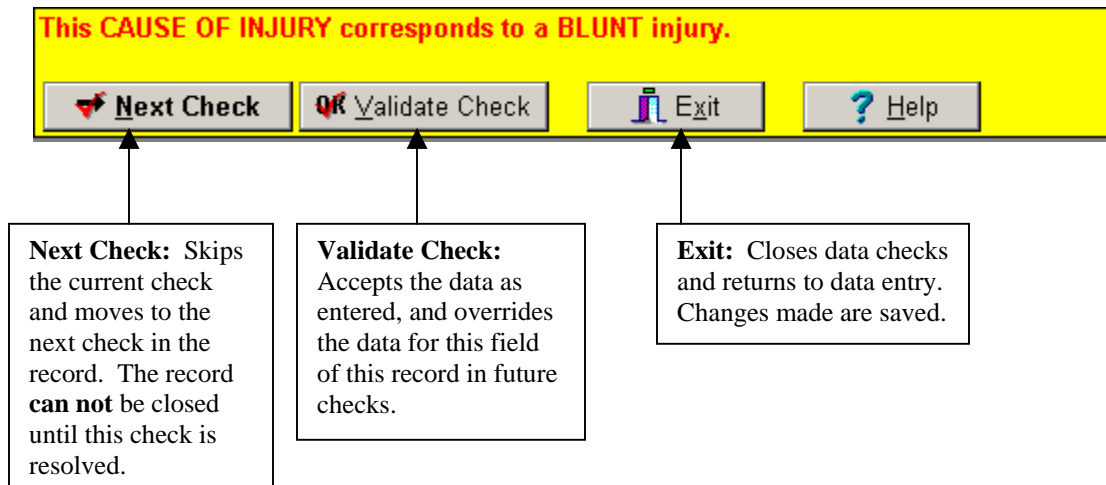 This CAUSE OF INJURY corresponds to a BLUNT injury.
Next Check
OK Validate Check
Exit
? Help
Next Check: Skips
the current check
and moves to the
next check in the
record. The record
can not be closed
until this check is
resolved.
Validate Check:
Accepts the data as
entered, and overrides
the data for this field
of this record in future
checks.
Exit: Closes data checks
and returns to data entry.
Changes made are saved.